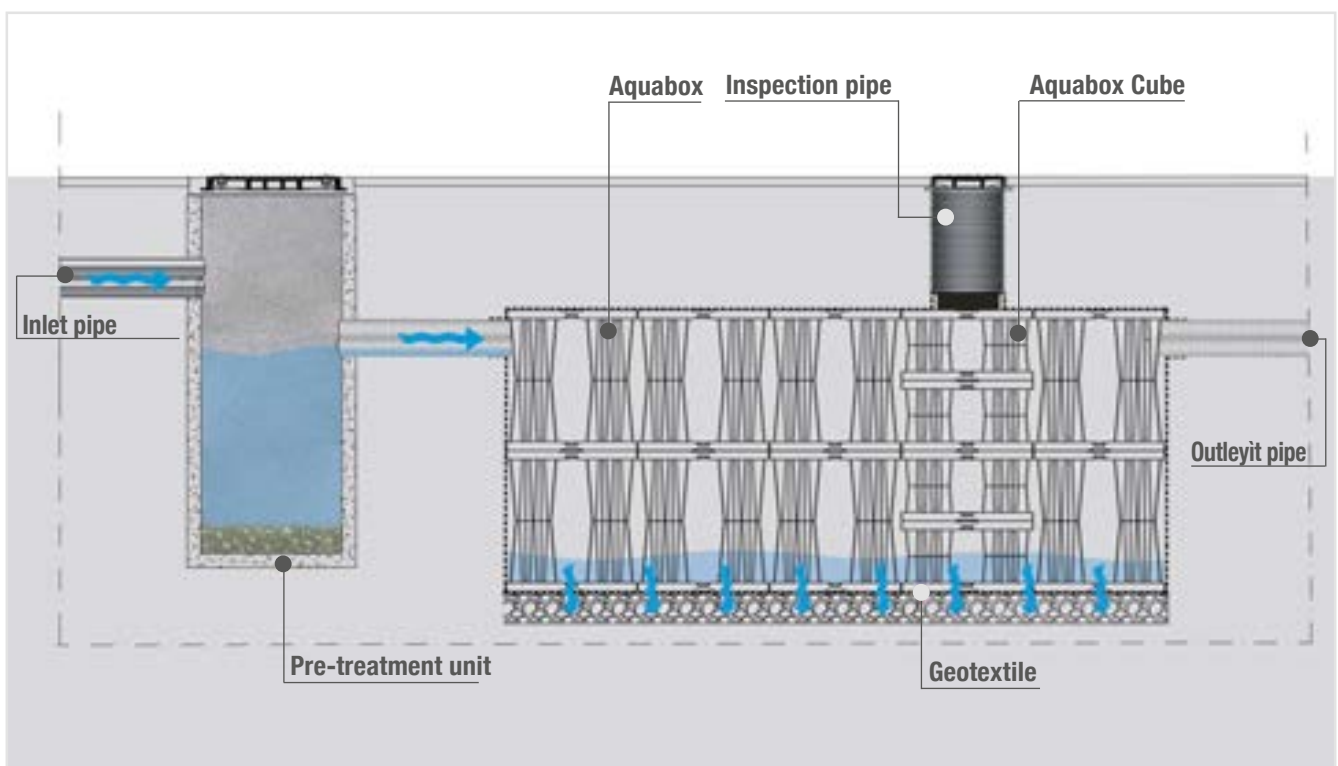 Aquabox
Inspection pipe
Aquabox Cube
Inlet pipe
Outleyìt pipe
Pre-treatment unit
Geotextile